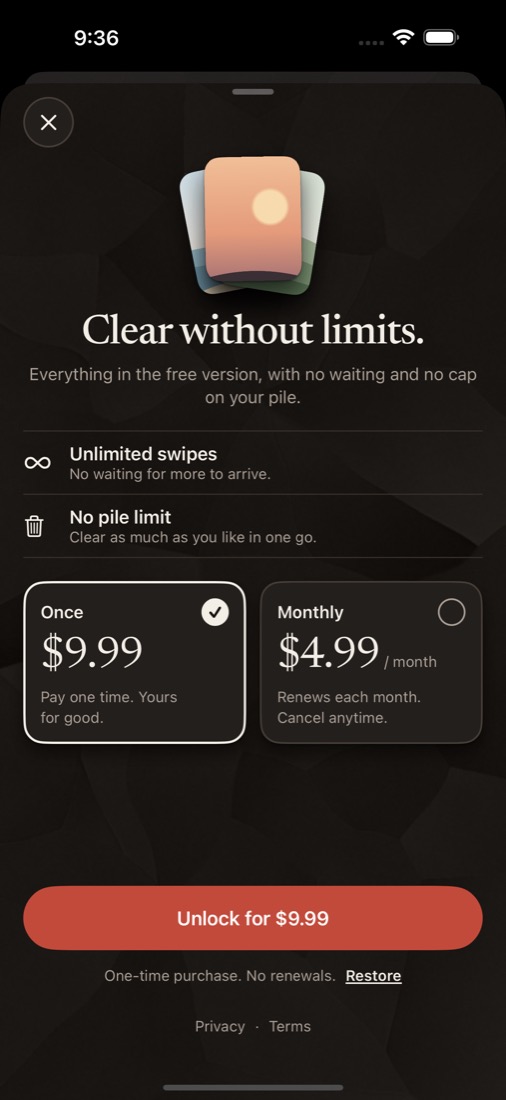 9:36
Clear without limits.
Everything in the free version, with no waiting and no cap
on your pile.
Unlimited swipes
No waiting for more to arrive.
No pile limit
Clear as much as you like in one go.
Once
$9.99
Pay one time. Yours
for good.
Monthly
$4.99 / month
Renews each month.
Cancel anytime.
Unlock for $9.99
One-time purchase. No renewals. Restore
Privacy · Terms